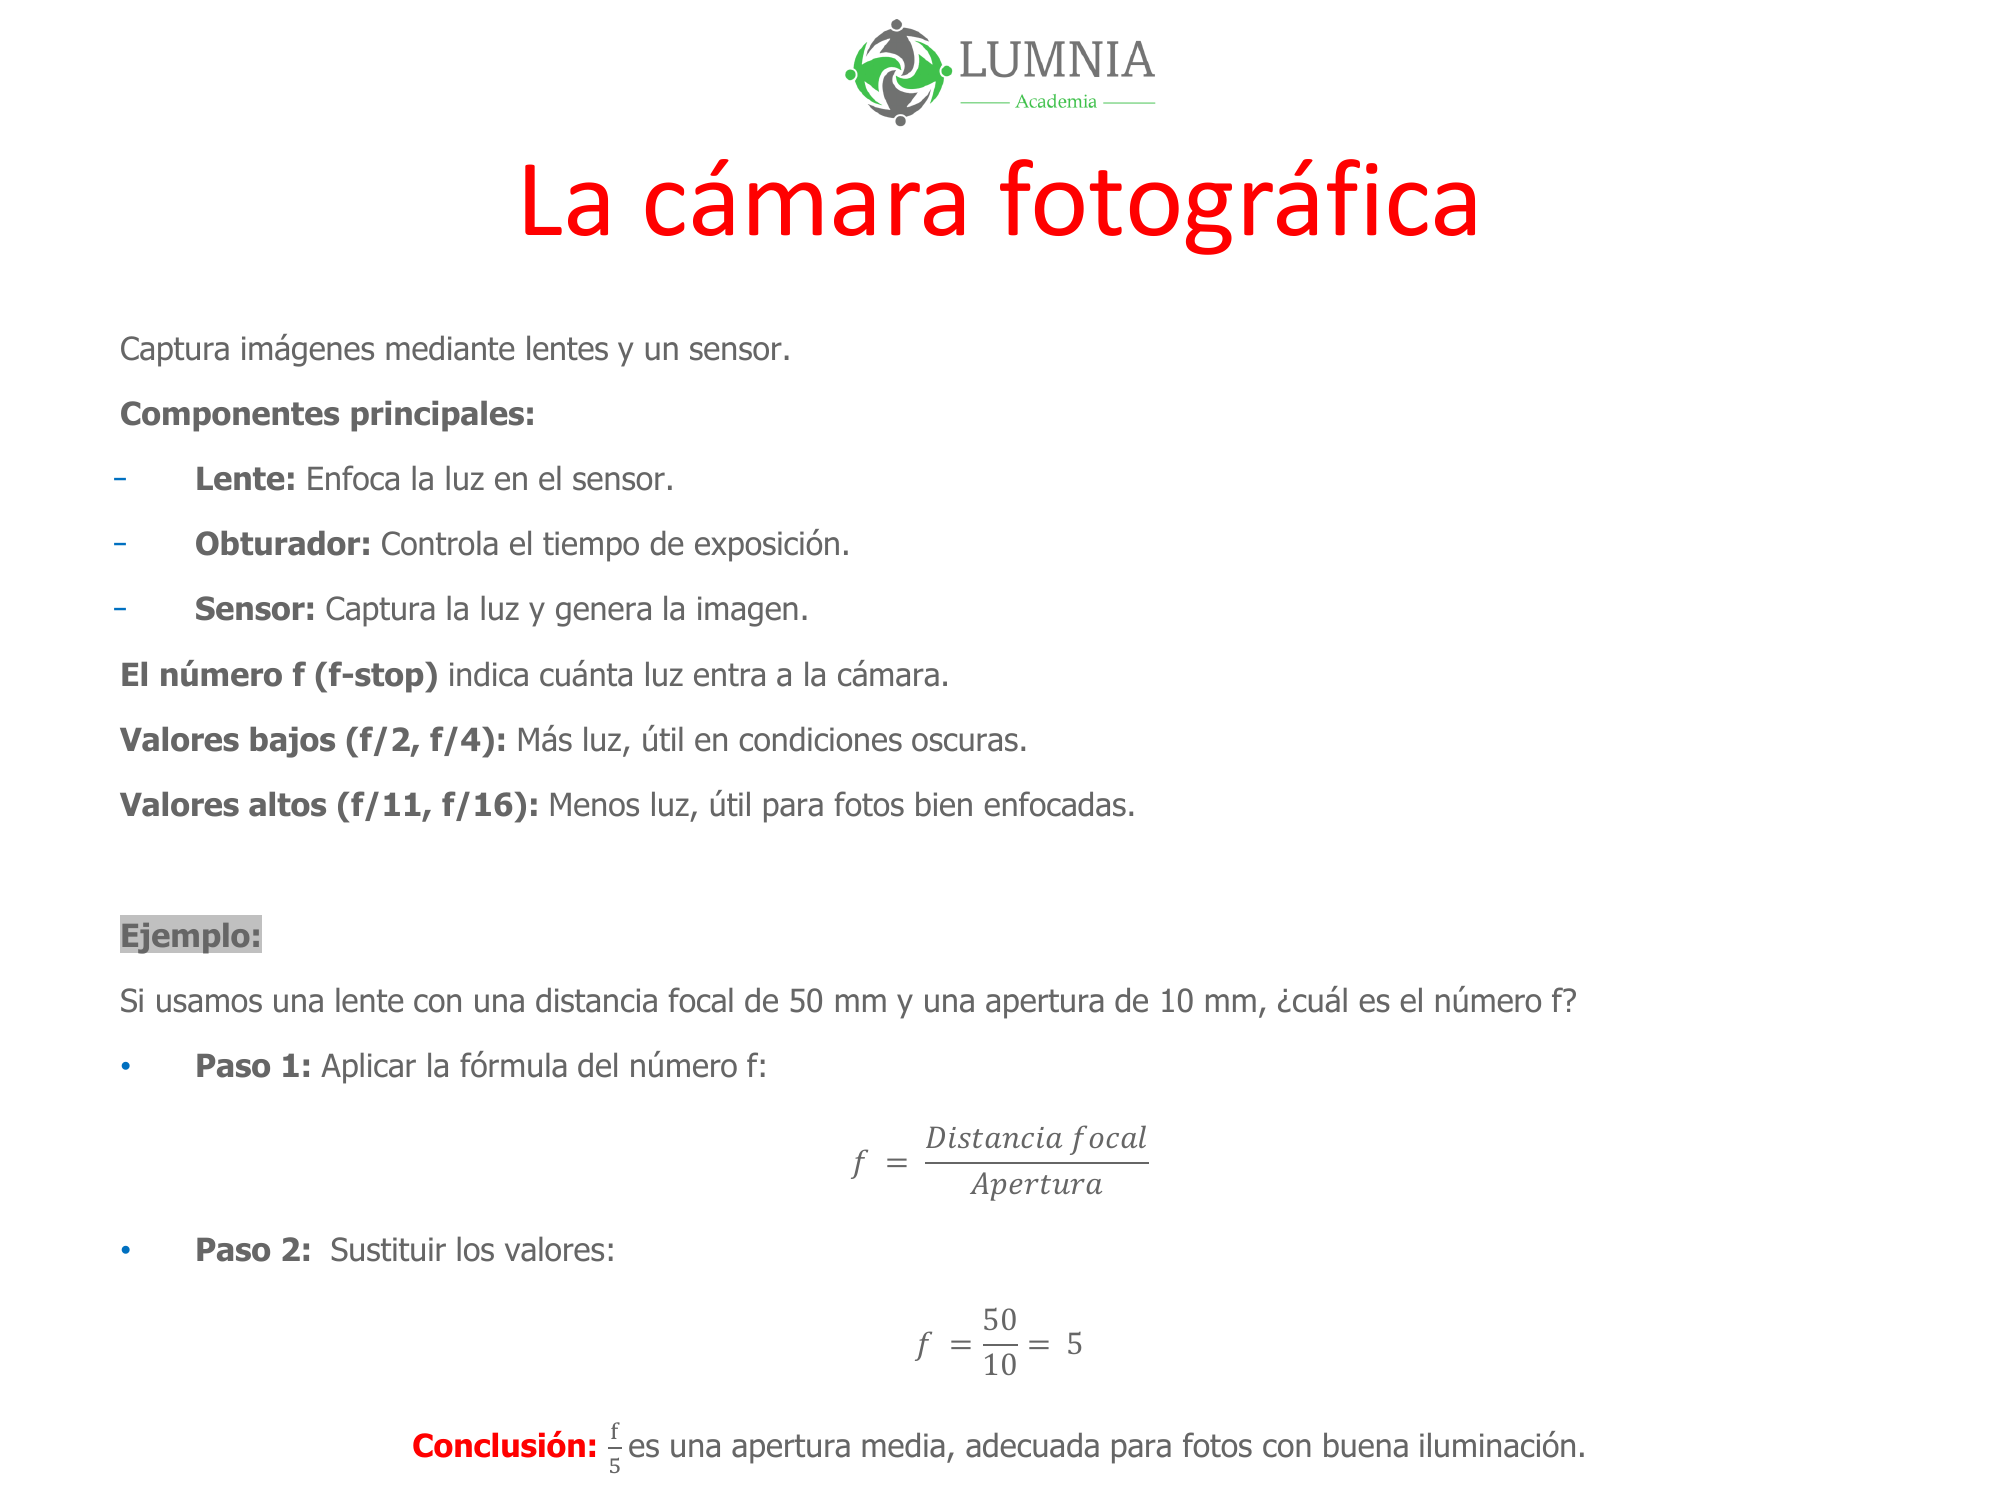 LUMNIA
Academia
La cámara fotográfica
Captura imágenes mediante lentes y un sensor.
Componentes principales:
- Lente: Enfoca la luz en el sensor.
- Obturador: Controla el tiempo de exposición.
- Sensor: Captura la luz y genera la imagen.
El número f (f-stop) indica cuánta luz entra a la cámara.
Valores bajos (f/2, f/4): Más luz, útil en condiciones oscuras.
Valores altos (f/11, f/16): Menos luz, útil para fotos bien enfocadas.
Ejemplo:
Si usamos una lente con una distancia focal de 50 mm y una apertura de 10 mm, ¿cuál es el número f?
• Paso 1: Aplicar la fórmula del número f:
f = Distancia focal / Apertura
• Paso 2: Sustituir los valores:
f = 50/10 = 5
Conclusión: f/5 es una apertura media, adecuada para fotos con buena iluminación.